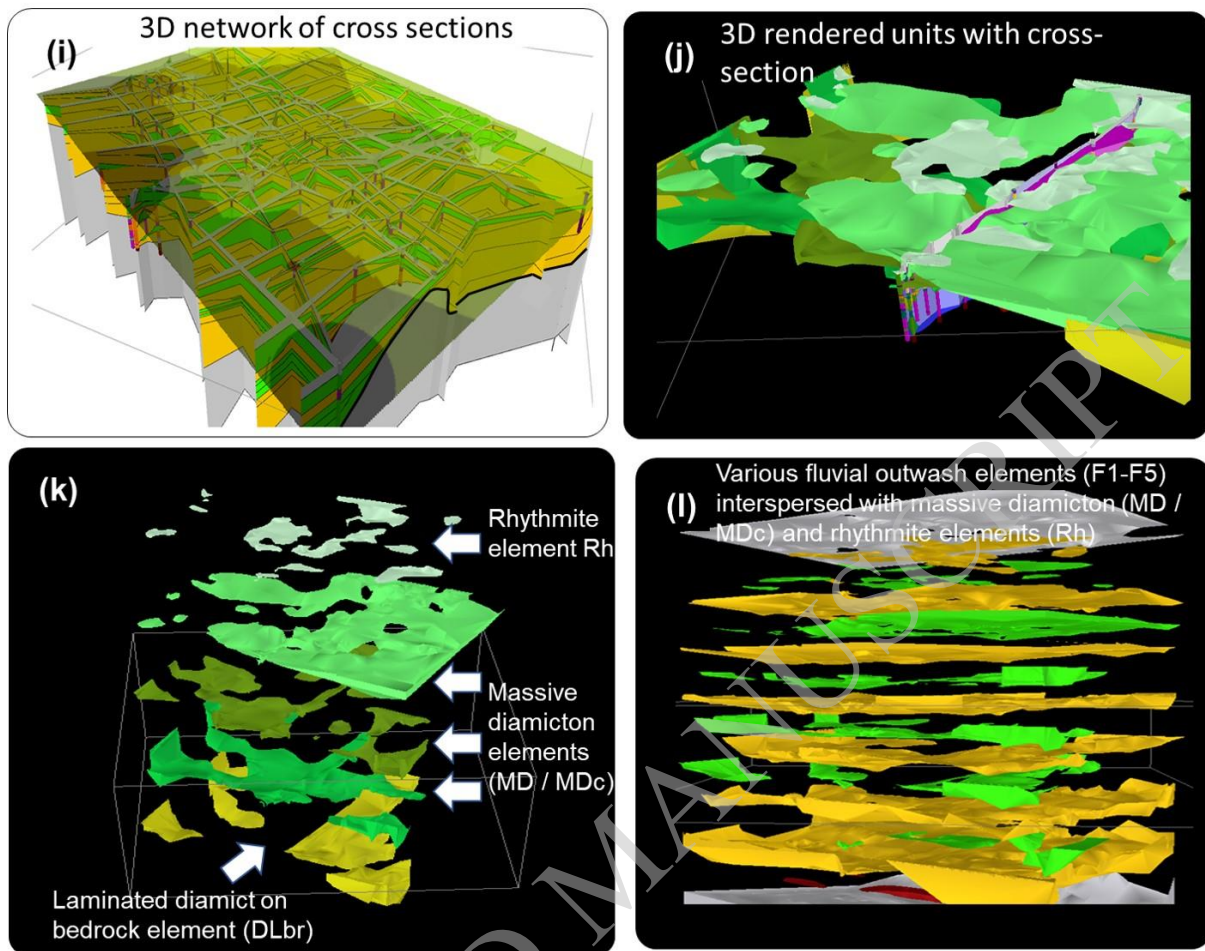 (i)
3D network of cross sections
(j)
3D rendered units with cross-
section
(k)
Rhythmite
element Rh
Massive
diamicton
elements
(MD / MDc)
Laminated diamict on
bedrock element (DLbr)
(l)
Various fluvial outwash elements (F1-F5)
interspersed with massive diamicton (MD /
MDc) and rhythmite elements (Rh)
D MANUSCRIPT